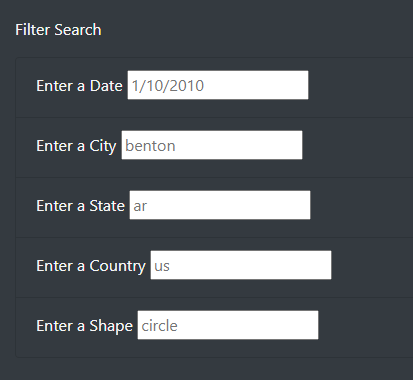 Filter Search
Enter a Date 1/10/2010
Enter a City benton
Enter a State ar
Enter a Country us
Enter a Shape circle